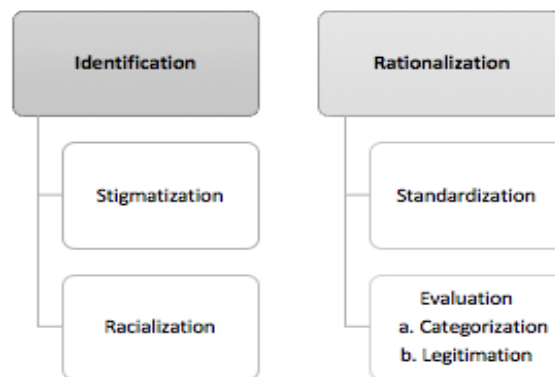 Identification
Stigmatization
Racialization
Rationalization
Standardization
Evaluation
a. Categorization
b. Legitimation